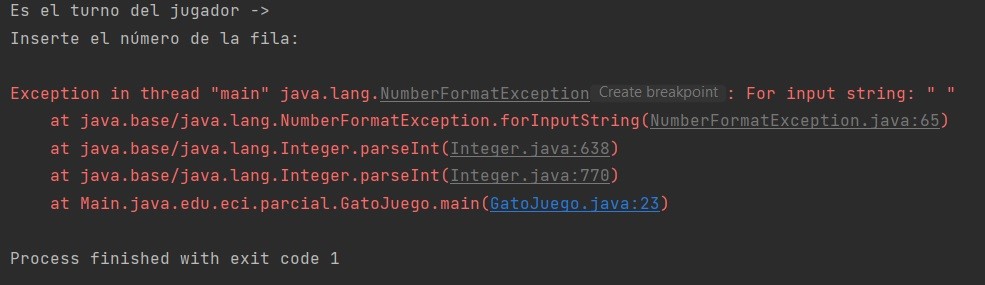 Es el turno del jugador ->
Inserte el número de la fila:
Exception in thread "main" java.lang.NumberFormatException Create breakpoint : For input string: " "
at java.base/java.lang.NumberFormatException.forInputString(NumberFormatException.java:65)
at java.base/java.lang.Integer.parseInt(Integer.java:638)
at java.base/java.lang.Integer.parseInt(Integer.java:770)
at Main.java.edu.eci.parcial.GatoJuego.main(GatoJuego.java:23)
Process finished with exit code 1